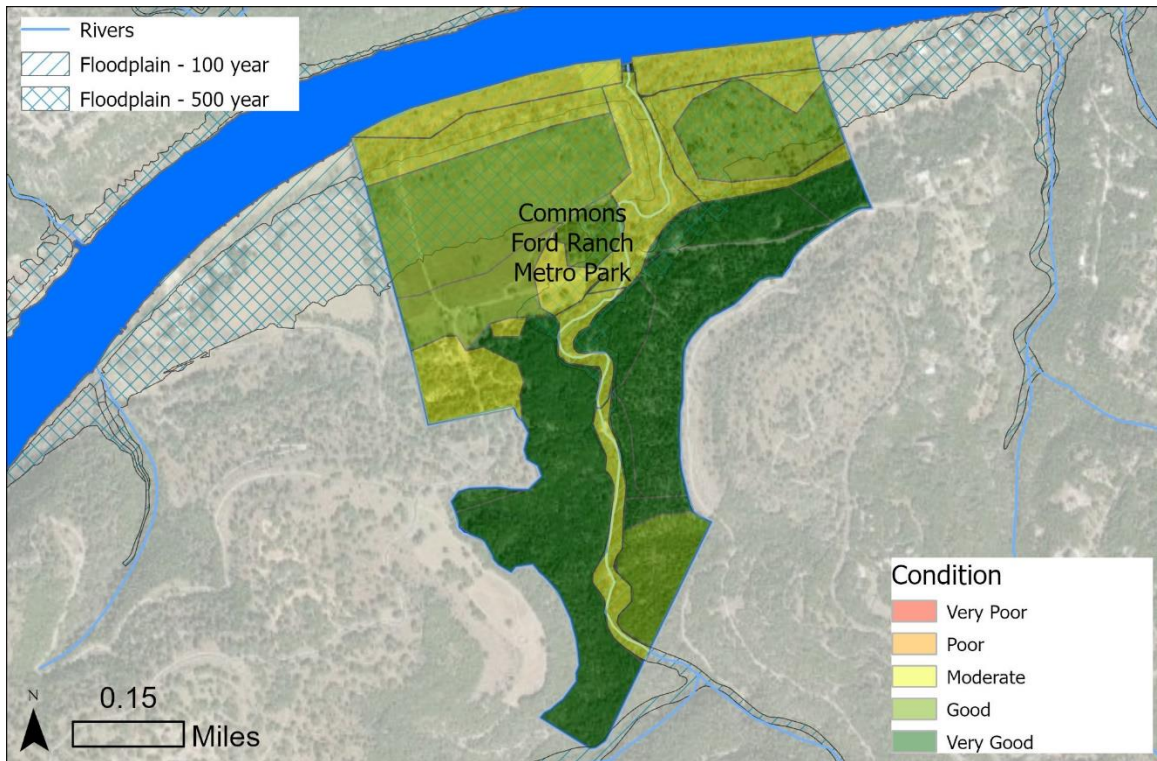 Rivers
Floodplain - 100 year
Floodplain - 500 year
Commons
Ford Ranch
Metro Park
Condition
Very Poor
Poor
Moderate
Good
Very Good
N
0.15
Miles